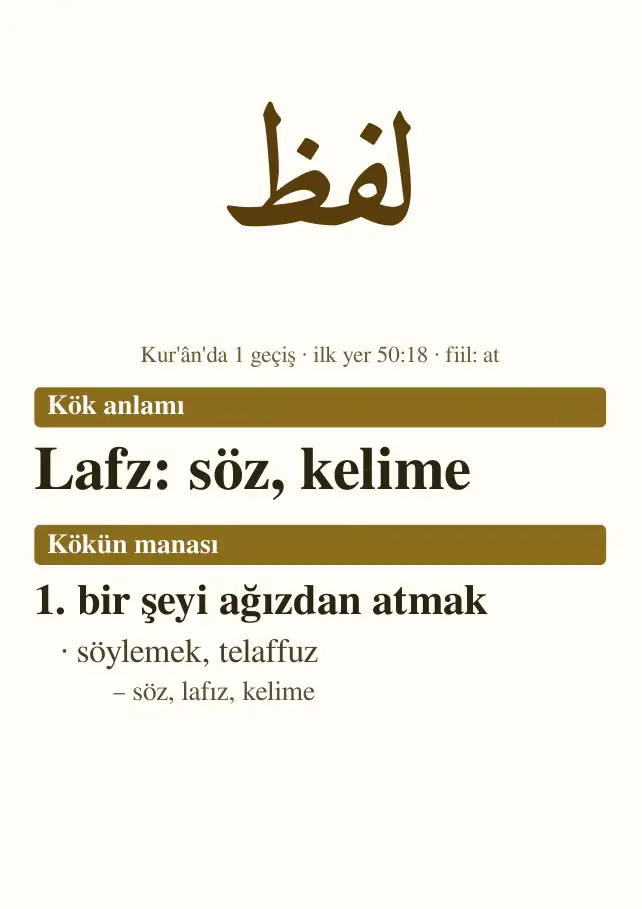 لفظ
Kur'ân'da 1 geçiş · ilk yer 50:18 · fiil: at
Kök anlamı
Lafz: söz, kelime
Kökün manası
1. bir şeyi ağızdan atmak
· söylemek, telaffuz
– söz, lafız, kelime